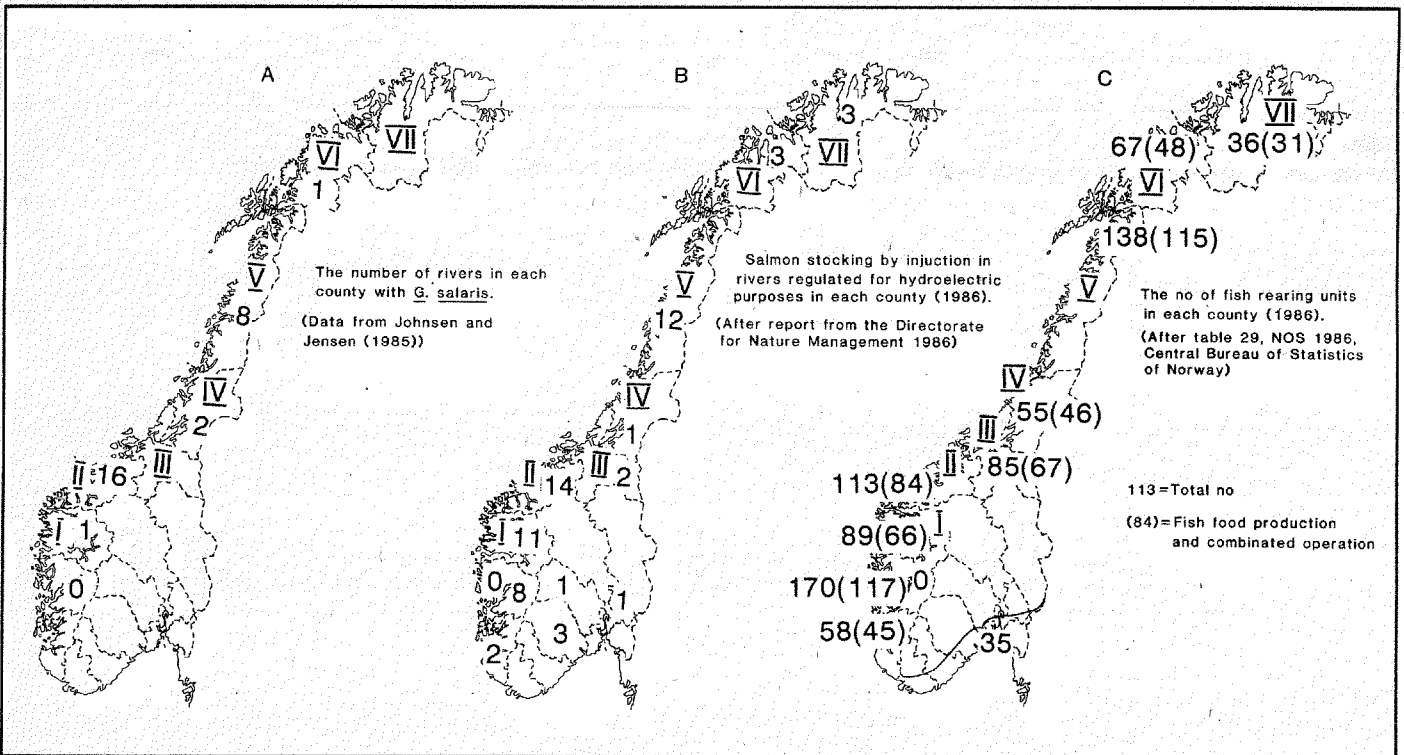 A
VII
VI
1
V
8
The number of rivers in each
county with G. salaris.
(Data from Johnsen and
Jensen (1985))
IV
2
III
II 16
I 1
0
B
3
3
VII
VI
V
12
Salmon stocking by injuction in
rivers regulated for hydroelectric
purposes in each county (1986).
(After report from the Directorate
for Nature Management 1986)
IV
1
III 2
II 14
I 11
0 8 1 1
3
2
C
VII
67(48) 36(31)
VI
138(115)
V
The no of fish rearing units
in each county (1986).
(After table 29, NOS 1986,
Central Bureau of Statistics
of Norway)
IV
55(46)
III
85(67)
II
113(84)
I
89(66)
170(117) 0
58(45)
35
113=Total no
(84)=Fish food production
and combinated operation